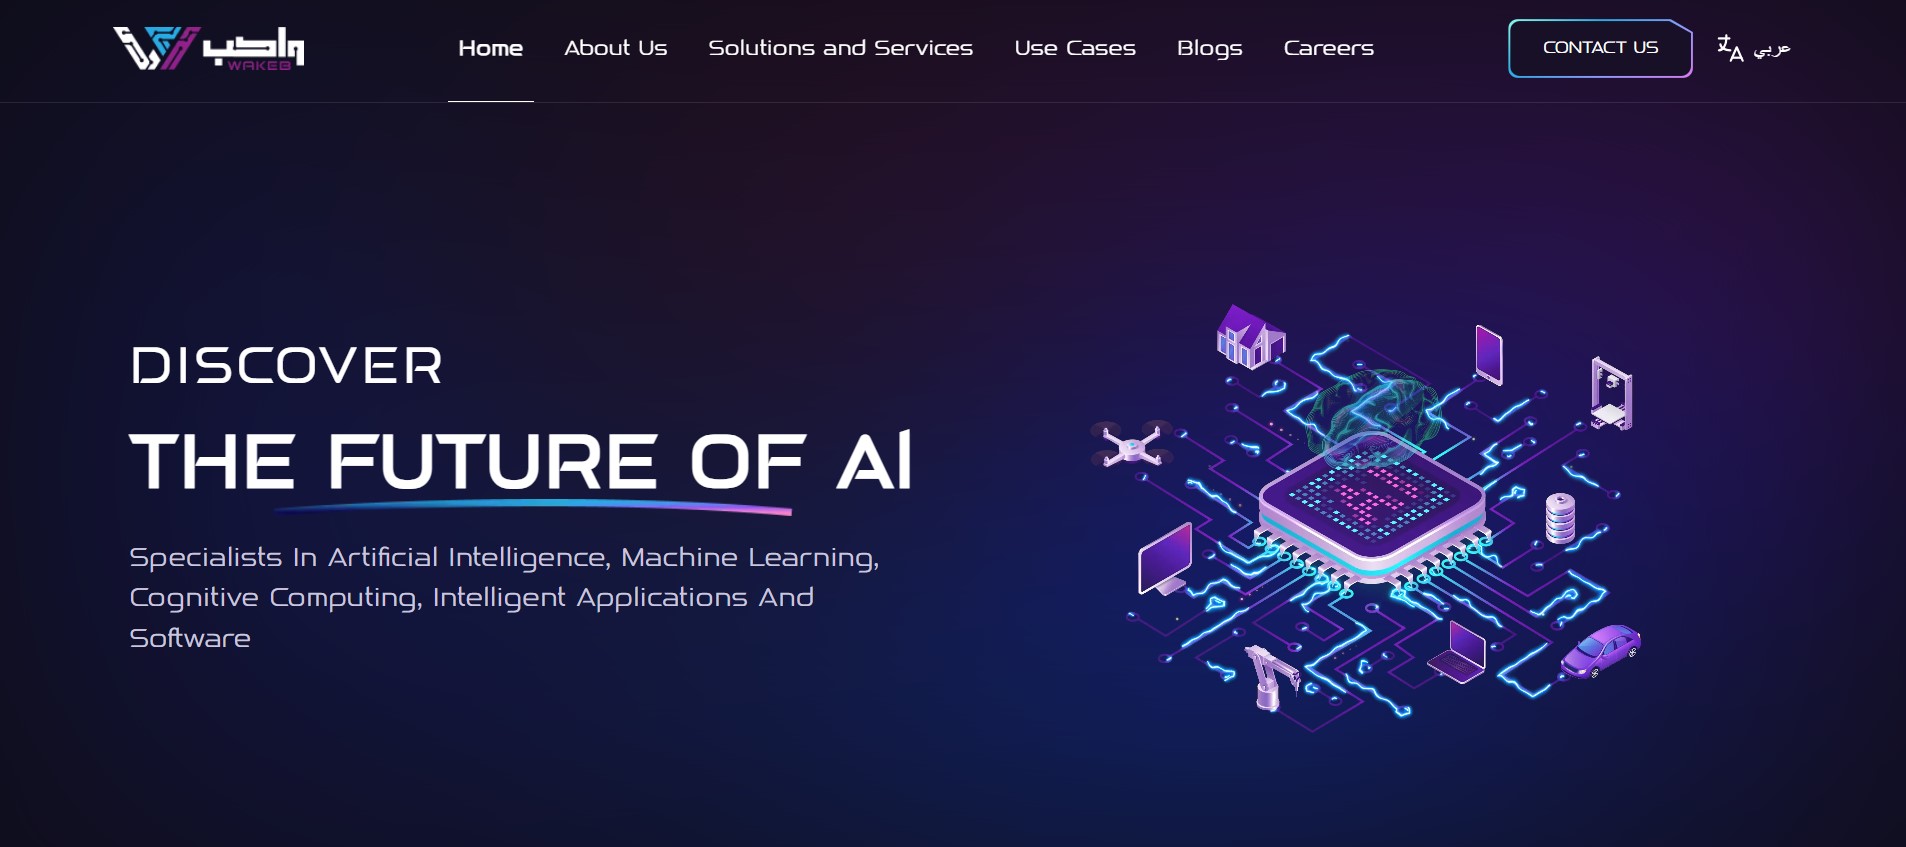 واكب
WAKEB
Home
About Us
Solutions and Services
Use Cases
Blogs
Careers
CONTACT US
عربي
DISCOVER
THE FUTURE OF AI
Specialists In Artificial Intelligence, Machine Learning,
Cognitive Computing, Intelligent Applications And
Software